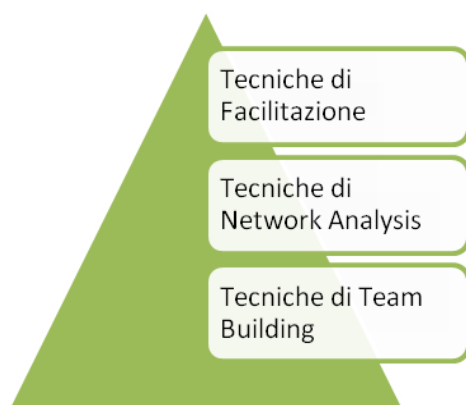 Tecniche di
Facilitazione
Tecniche di
Network Analysis
Tecniche di Team
Building